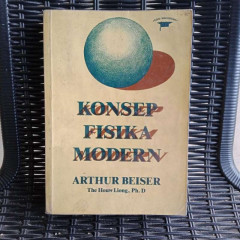 KONSEP
FISIKA
MODERN
ARTHUR BEISER
The Houw Liong, Ph. D